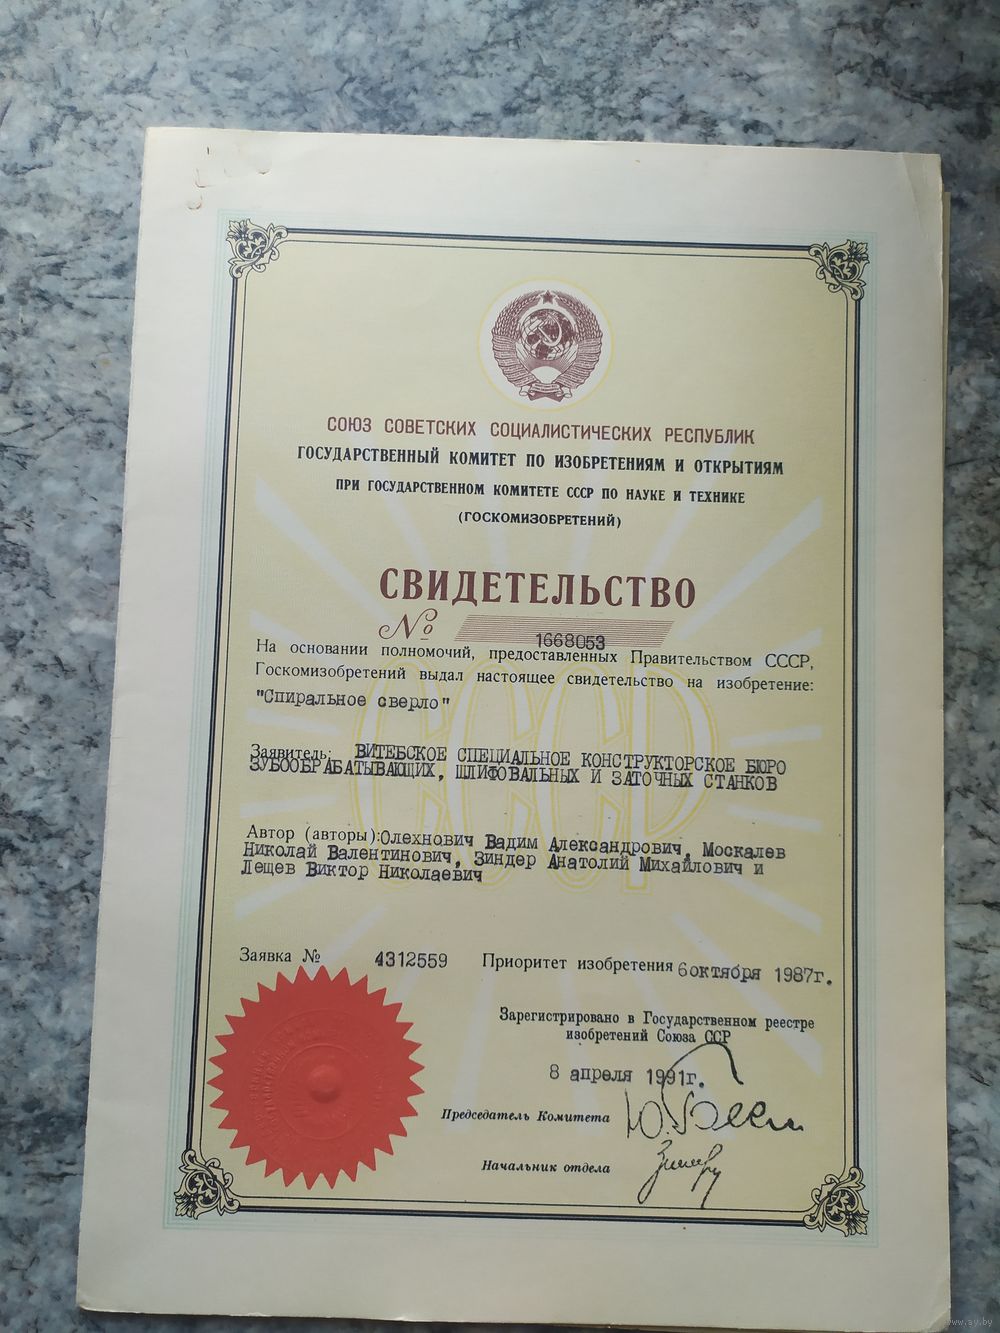 СОЮЗ СОВЕТСКИХ СОЦИАЛИСТИЧЕСКИХ РЕСПУБЛИК
ГОСУДАРСТВЕННЫЙ КОМИТЕТ ПО ИЗОБРЕТЕНИЯМ И ОТКРЫТИЯМ
ПРИ ГОСУДАРСТВЕННОМ КОМИТЕТЕ СССР ПО НАУКЕ И ТЕХНИКЕ
(ГОСКОМИЗОБРЕТЕНИЙ)
СВИДЕТЕЛЬСТВО
№ 1668053
На основании полномочий, предоставленных Правительством СССР,
Госкомизобретений выдал настоящее свидетельство на изобретение:
"Спиральное сверло"
Заявитель: ВИТЕБСКОЕ СПЕЦИАЛЬНОЕ КОНСТРУКТОРСКОЕ БЮРО
ЗУБООБРАБАТЫВАЮЩИХ, ШЛИФОВАЛЬНЫХ И ЗАТОЧНЫХ СТАНКОВ
СССР
Автор (авторы): Олехнович Вадим Александрович, Москалев
Николай Валентинович, Зиндер Анатолий Михайлович и
Лещев Виктор Николаевич
Заявка № 4312559 Приоритет изобретения 6 октября 1987г.
Зарегистрировано в Государственном реестре
изобретений Союза ССР
8 апреля 1991г.
Председатель Комитета
Начальник отдела
www.ay.by